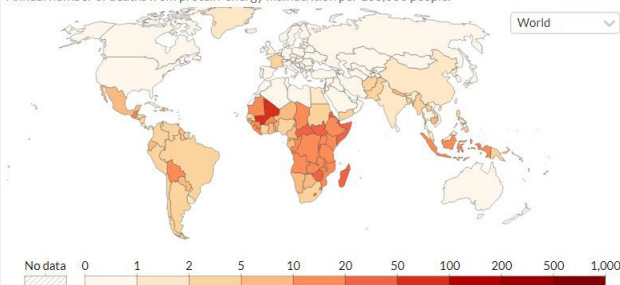 Annual number of deaths from protein-energy malnutrition per 100,000 people.
World
No data 0 1 2 5 10 20 50 100 200 500 1,000